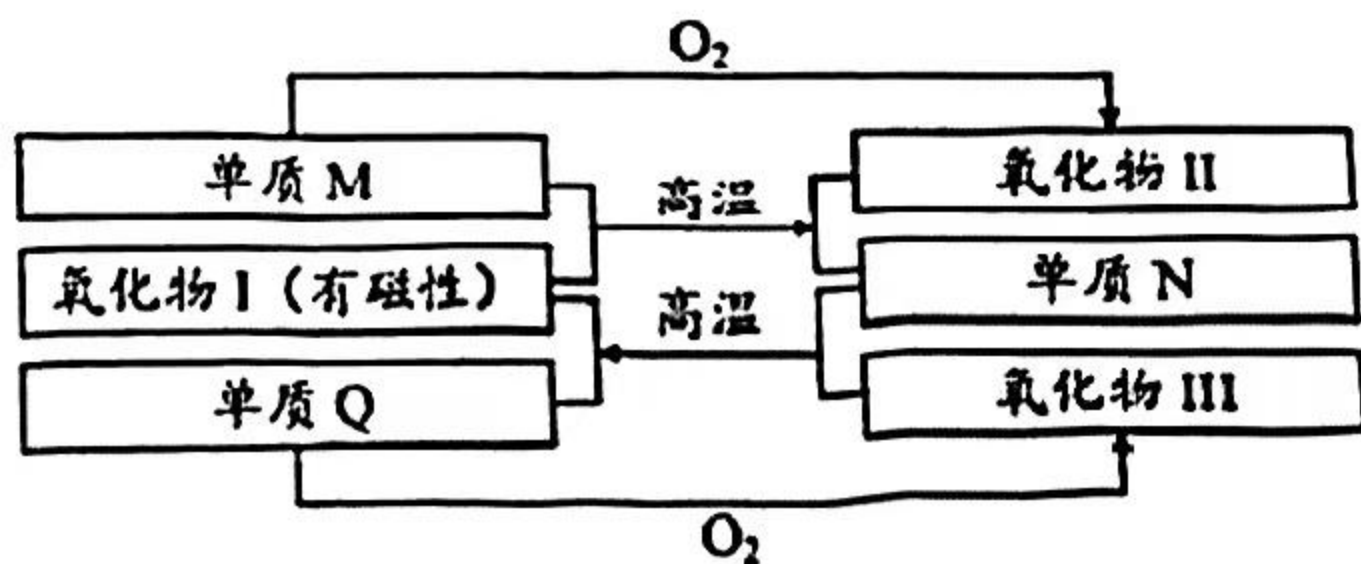 O₂
单质 M
氧化物 II
高温
氧化物 I（有磁性）
单质 N
高温
单质 Q
氧化物 III
O₂